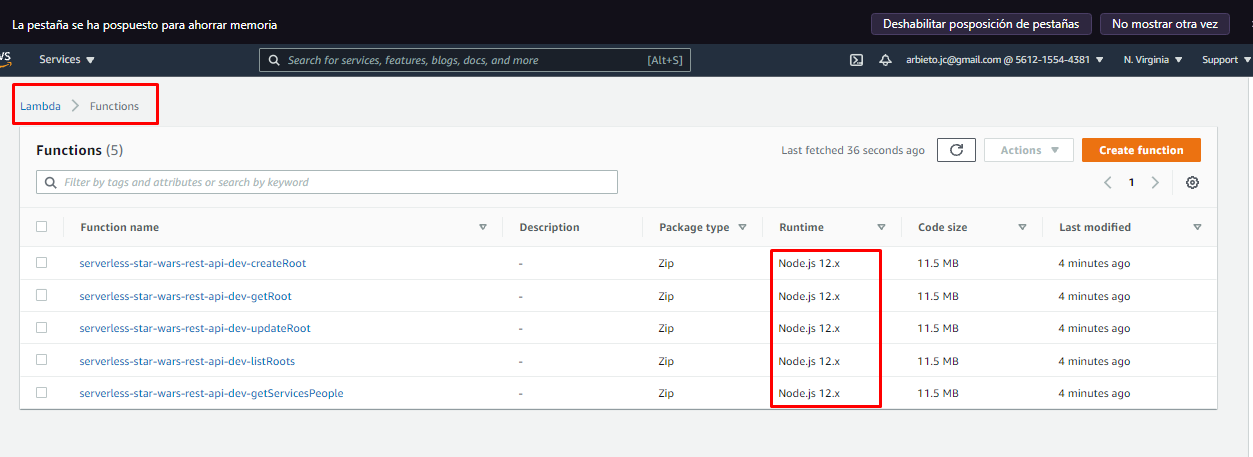 La pestaña se ha pospuesto para ahorrar memoria Deshabilitar posposición de pestañas No mostrar otra vez
Services Search for services, features, blogs, docs, and more [Alt+S] arbieto.jc@gmail.com @ 5612-1554-4381 N. Virginia Support
Lambda Functions
Functions (5) Last fetched 36 seconds ago Actions Create function
Filter by tags and attributes or search by keyword 1
Function name Description Package type Runtime Code size Last modified
serverless-star-wars-rest-api-dev-createRoot - Zip Node.js 12.x 11.5 MB 4 minutes ago
serverless-star-wars-rest-api-dev-getRoot - Zip Node.js 12.x 11.5 MB 4 minutes ago
serverless-star-wars-rest-api-dev-updateRoot - Zip Node.js 12.x 11.5 MB 4 minutes ago
serverless-star-wars-rest-api-dev-listRoots - Zip Node.js 12.x 11.5 MB 4 minutes ago
serverless-star-wars-rest-api-dev-getServicesPeople - Zip Node.js 12.x 11.5 MB 4 minutes ago